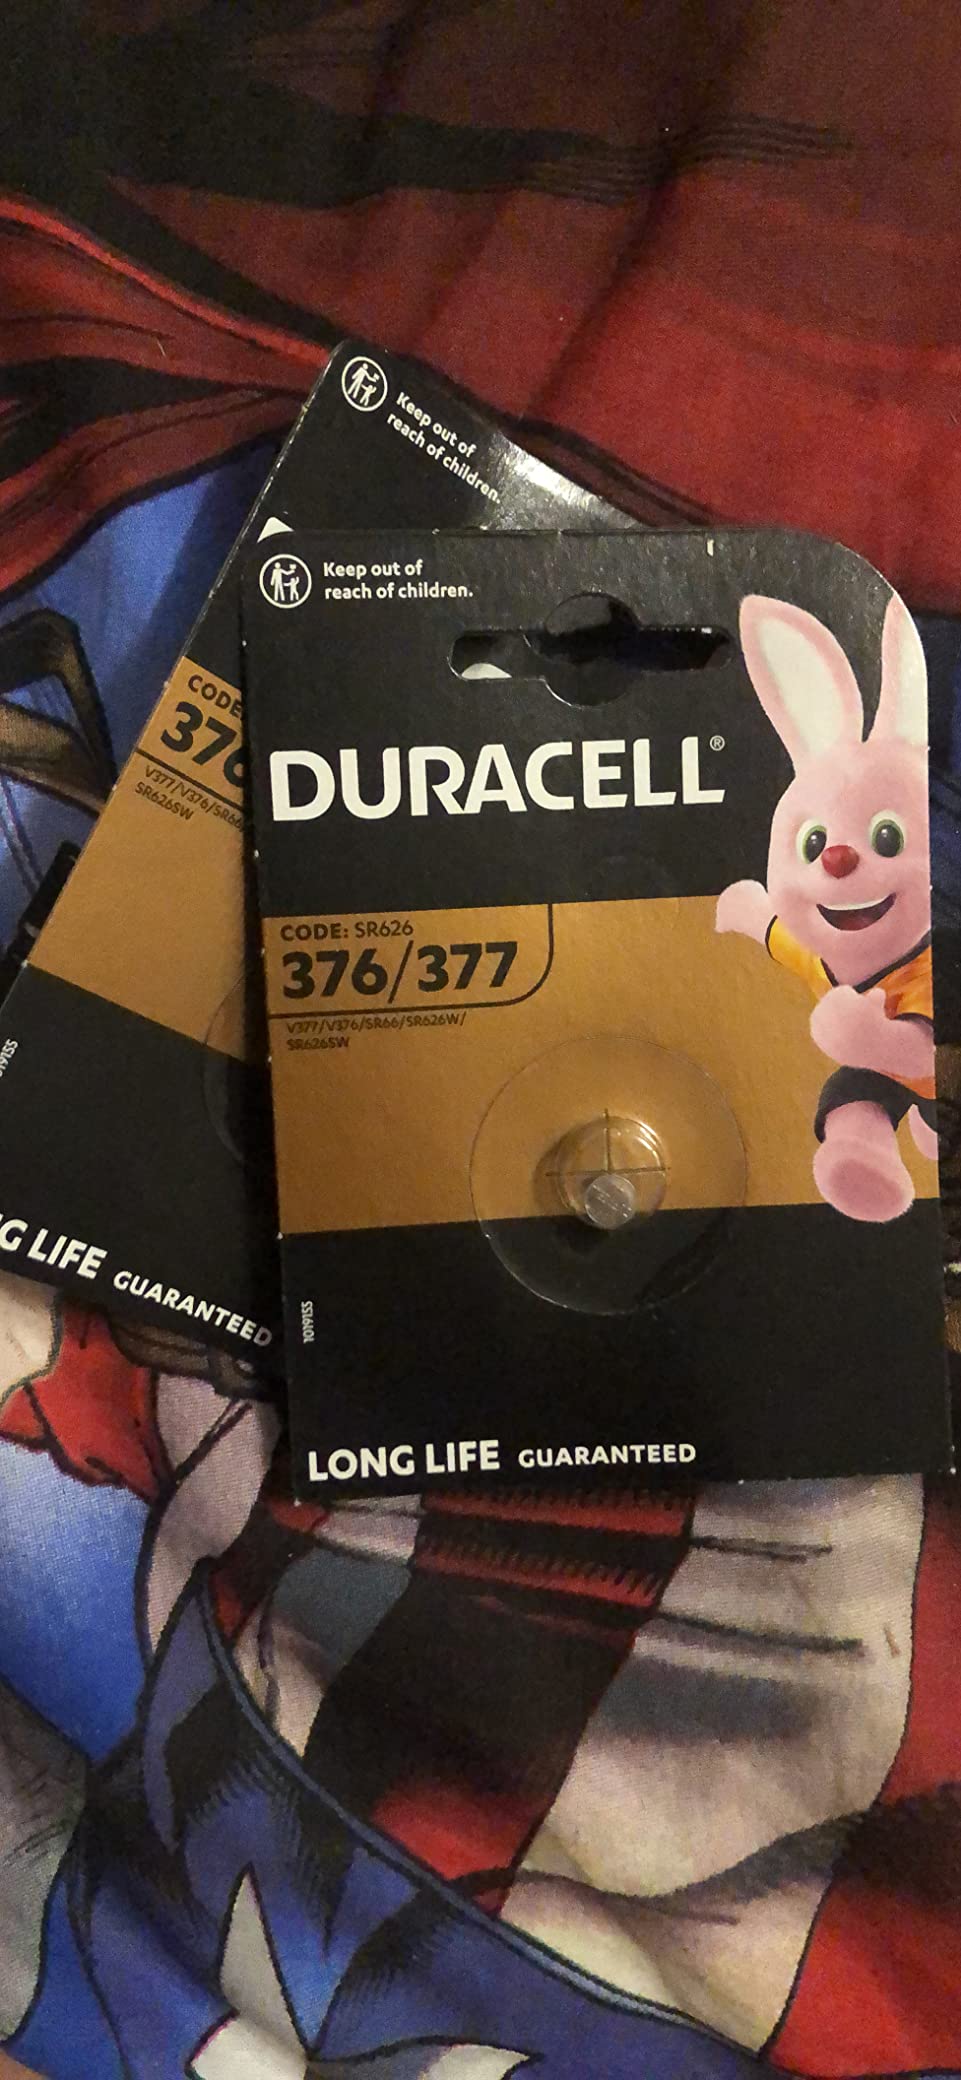 Keep out of
reach of children.
CODE
376
V377/V376/SR66/
SR626SW
G LIFE GUARANTEED
Keep out of
reach of children.
DURACELL®
CODE: SR626
376/377
V377/V376/SR66/SR626W/
SR626SW
101915S
LONG LIFE GUARANTEED